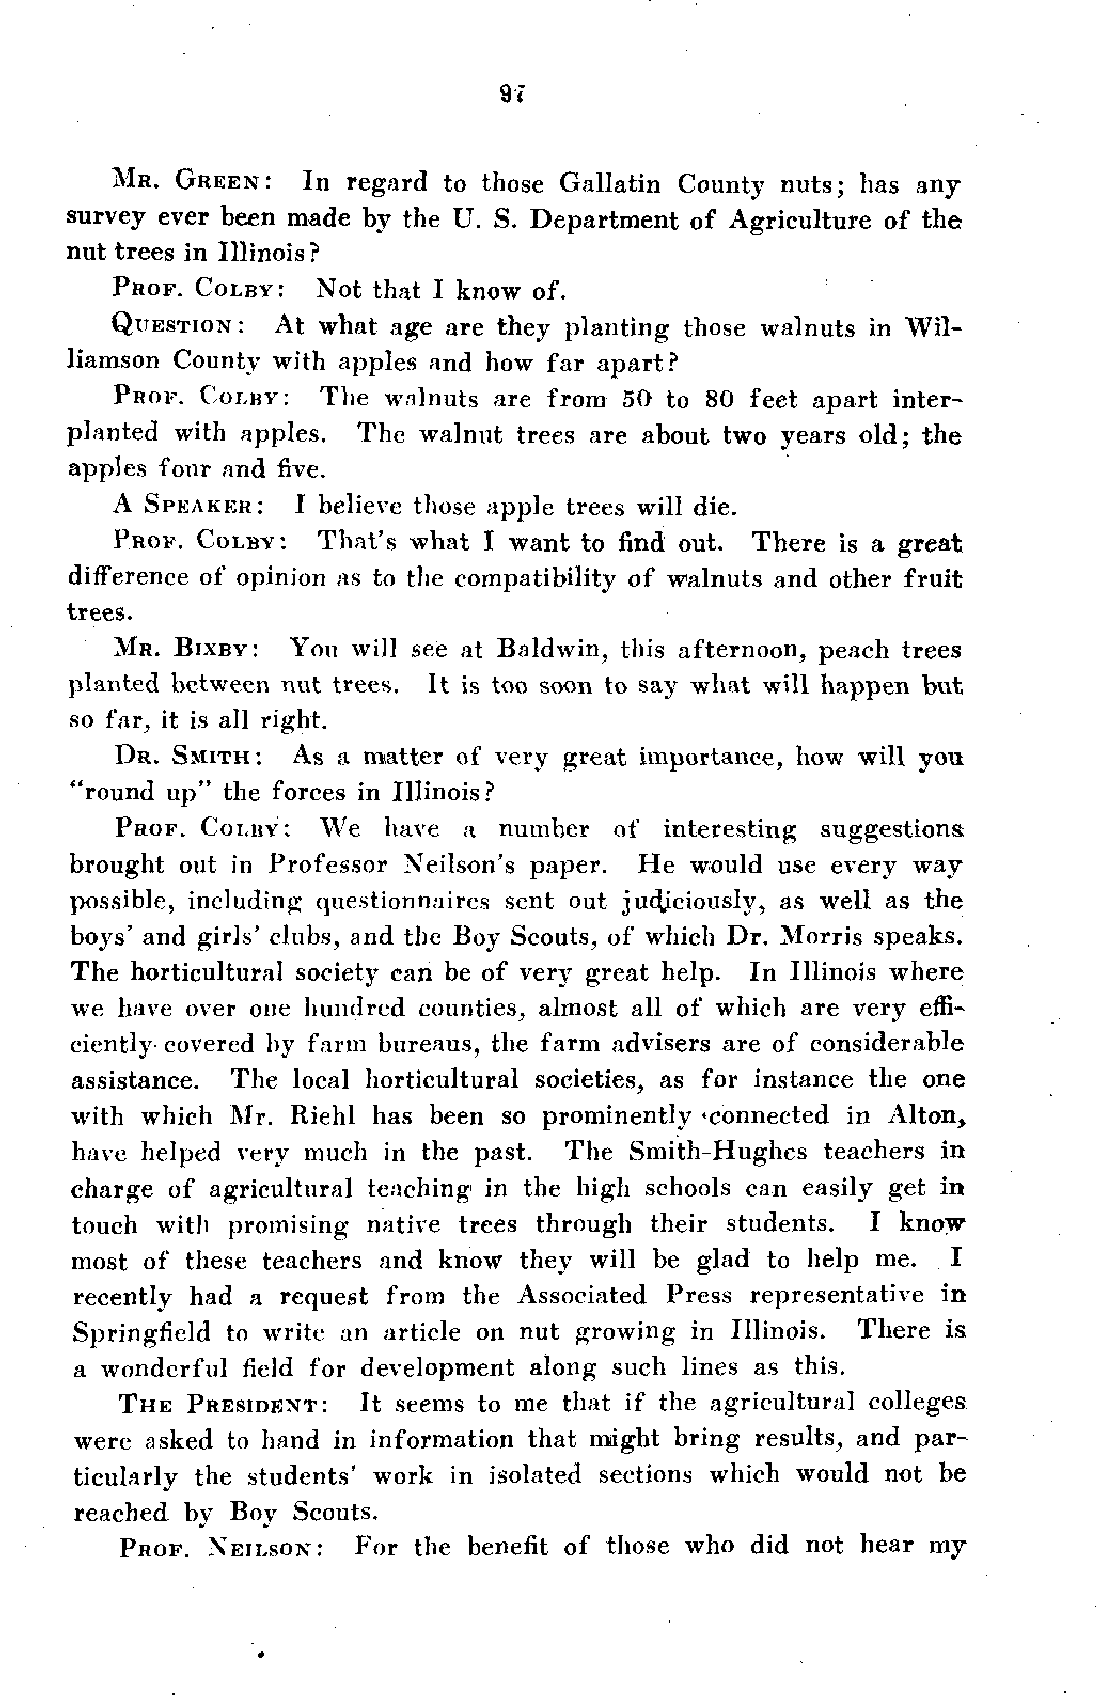 97
MR. GREEN: In regard to those Gallatin County nuts; has any
survey ever been made by the U. S. Department of Agriculture of the
nut trees in Illinois?
PROF. COLBY: Not that I know of.
QUESTION: At what age are they planting those walnuts in Wil-
liamson County with apples and how far apart?
PROF. COLBY: The walnuts are from 50 to 80 feet apart inter-
planted with apples. The walnut trees are about two years old; the
apples four and five.
A SPEAKER: I believe those apple trees will die.
PROF. COLBY: That's what I want to find out. There is a great
difference of opinion as to the compatibility of walnuts and other fruit
trees.
MR. BIXBY: You will see at Baldwin, this afternoon, peach trees
planted between nut trees. It is too soon to say what will happen but
so far, it is all right.
DR. SMITH: As a matter of very great importance, how will you
"round up" the forces in Illinois?
PROF. COLBY: We have a number of interesting suggestions
brought out in Professor Neilson's paper. He would use every way
possible, including questionnaires sent out judiciously, as well as the
boys' and girls' clubs, and the Boy Scouts, of which Dr. Morris speaks.
The horticultural society can be of very great help. In Illinois where
we have over one hundred counties, almost all of which are very effi-
ciently covered by farm bureaus, the farm advisers are of considerable
assistance. The local horticultural societies, as for instance the one
with which Mr. Riehl has been so prominently connected in Alton,
have helped very much in the past. The Smith-Hughes teachers in
charge of agricultural teaching in the high schools can easily get in
touch with promising native trees through their students. I know
most of these teachers and know they will be glad to help me. I
recently had a request from the Associated Press representative in
Springfield to write an article on nut growing in Illinois. There is
a wonderful field for development along such lines as this.
THE PRESIDENT: It seems to me that if the agricultural colleges
were asked to hand in information that might bring results, and par-
ticularly the students' work in isolated sections which would not be
reached by Boy Scouts.
PROF. NEILSON: For the benefit of those who did not hear my